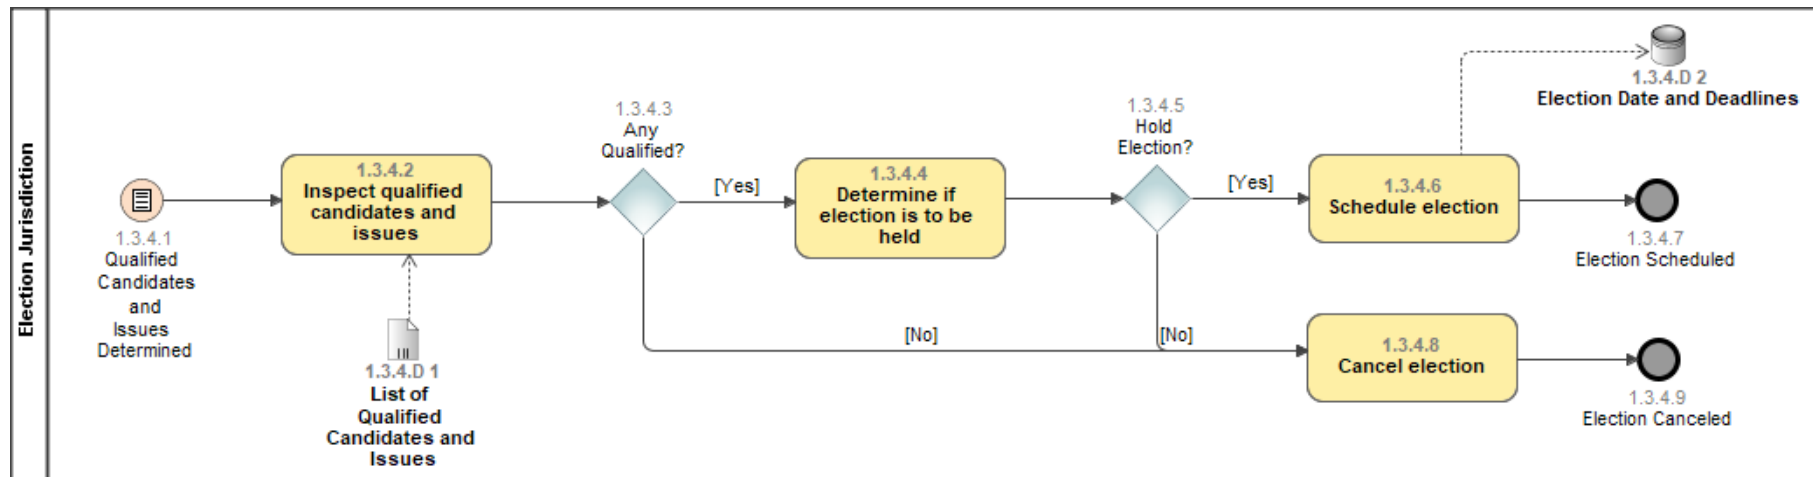 Election Jurisdiction
1.3.4.1
Qualified
Candidates
and
Issues
Determined
1.3.4.2
Inspect qualified
candidates and
issues
1.3.4.D 1
List of
Qualified
Candidates and
Issues
1.3.4.3
Any
Qualified?
[Yes]
[No]
1.3.4.4
Determine if
election is to be
held
1.3.4.5
Hold
Election?
[Yes]
[No]
1.3.4.6
Schedule election
1.3.4.D 2
Election Date and Deadlines
1.3.4.7
Election Scheduled
1.3.4.8
Cancel election
1.3.4.9
Election Canceled